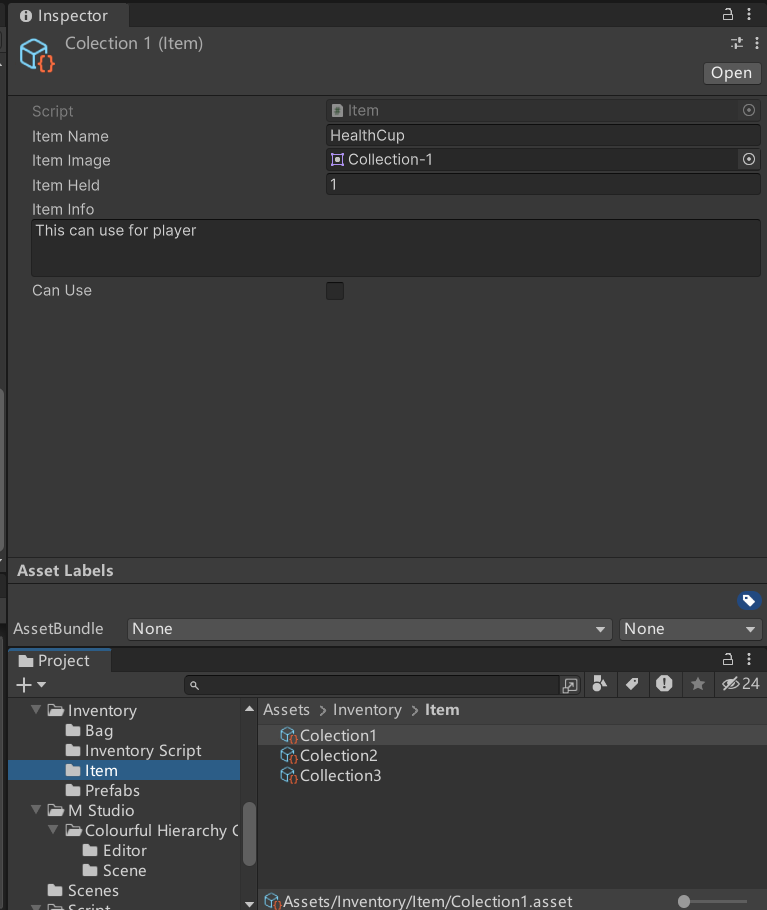 Inspector
Colection 1 (Item)
Open
Script Item
Item Name HealthCup
Item Image Collection-1
Item Held 1
Item Info
This can use for player
Can Use
Asset Labels
AssetBundle None None
Project
24
Inventory
Bag
Inventory Script
Item
Prefabs
M Studio
Colourful Hierarchy
Editor
Scene
Scenes
Script
Assets > Inventory > Item
Colection1
Colection2
Collection3
Assets/Inventory/Item/Colection1.asset